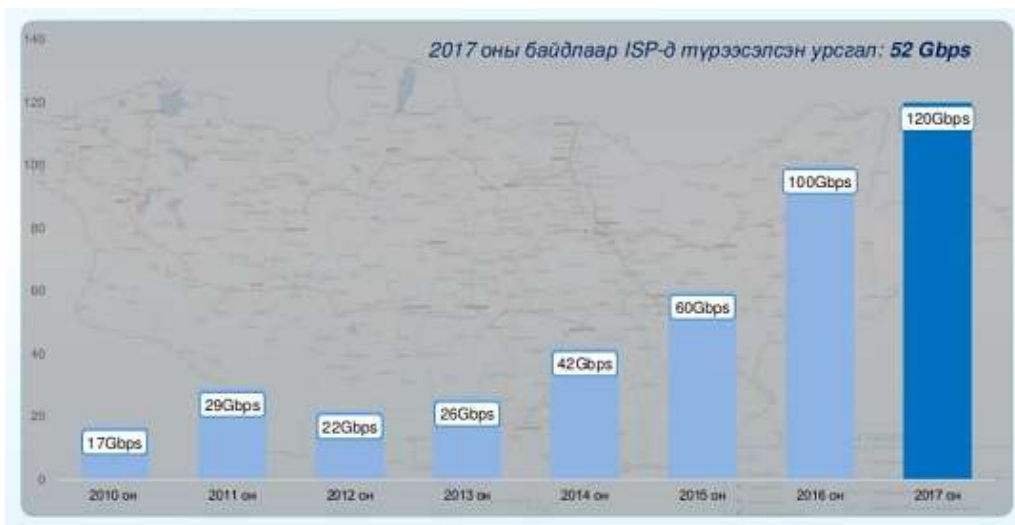 140
2017 оны байдлаар ISP-д түрээсэлсэн урсгал: 52 Gbps
120
120Gbps
100
100Gbps
80
60
60Gbps
40
42Gbps
29Gbps
26Gbps
20
22Gbps
17Gbps
0
2010 он
2011 он
2012 он
2013 он
2014 он
2015 он
2016 он
2017 он